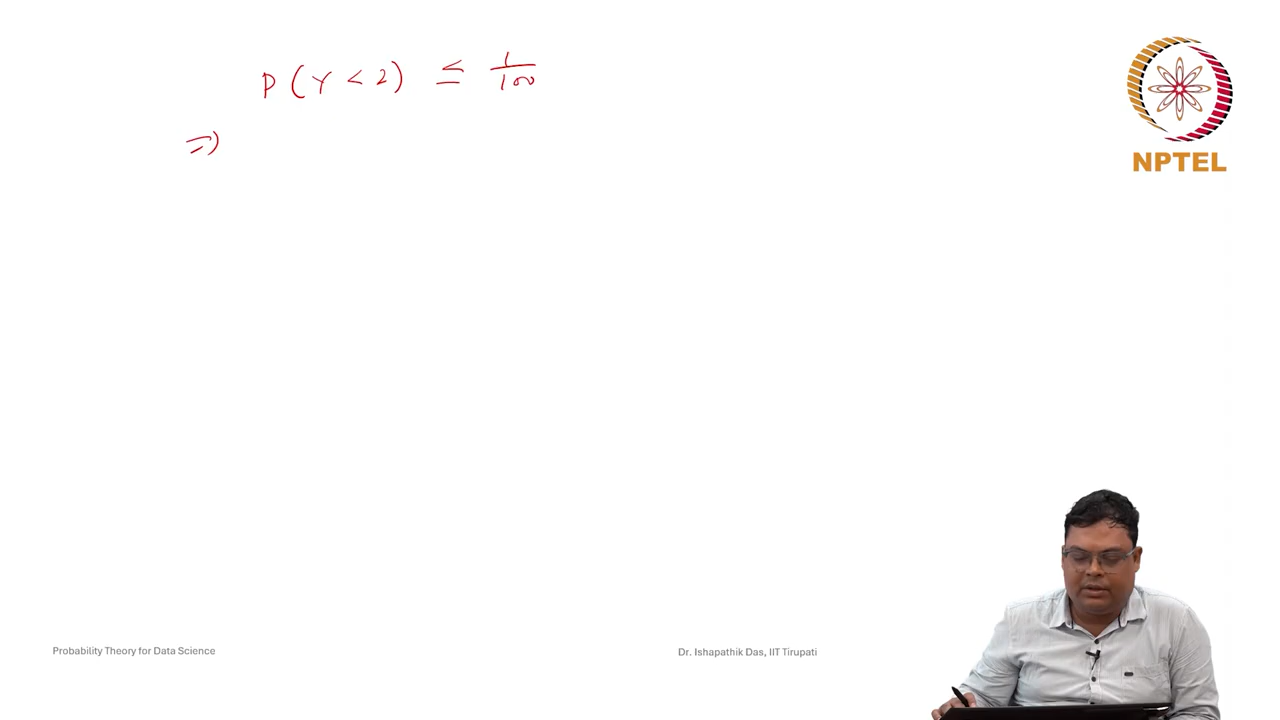 P(Y < 2) ≤ 1/100
⇒
NPTEL
Probability Theory for Data Science
Dr. Ishapathik Das, IIT Tirupati